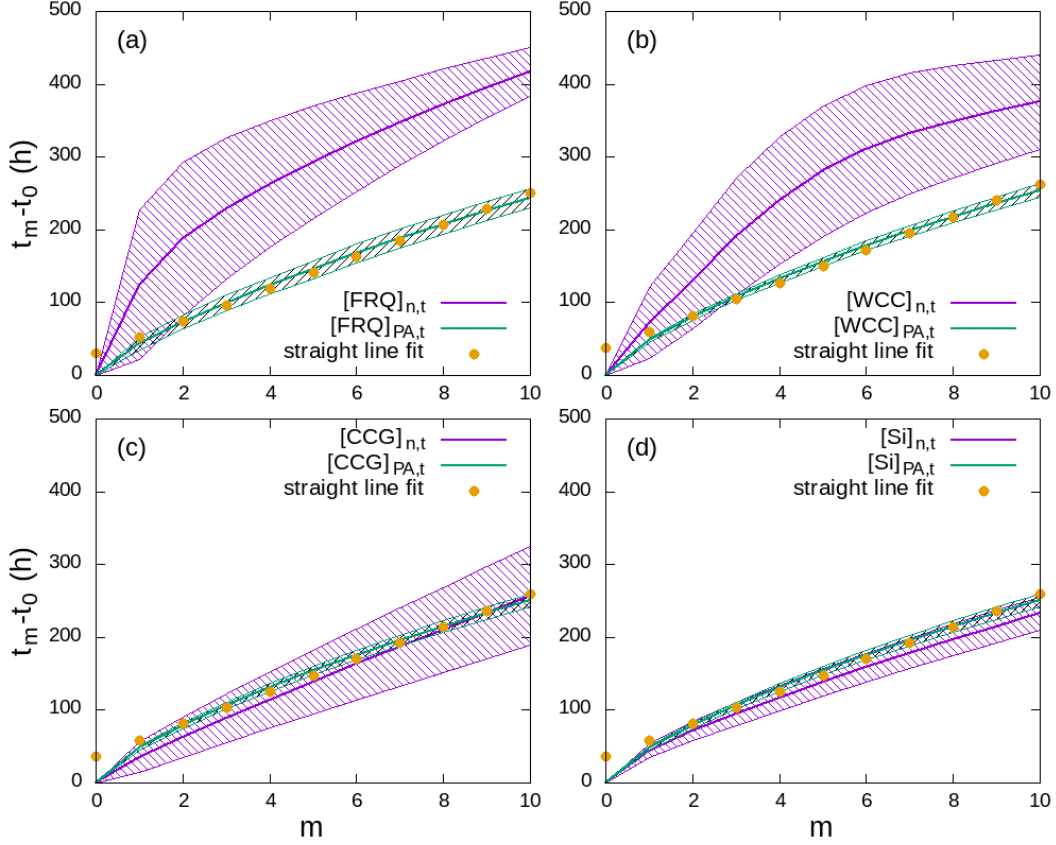 (a)
500
400
300
200
100
0
t_m-t_0 (h)
[FRQ]_n,t
[FRQ]_PA,t
straight line fit
0 2 4 6 8 10
m
(b)
500
400
300
200
100
0
[WCC]_n,t
[WCC]_PA,t
straight line fit
0 2 4 6 8 10
m
(c)
500
400
300
200
100
0
t_m-t_0 (h)
[CCG]_n,t
[CCG]_PA,t
straight line fit
0 2 4 6 8 10
m
(d)
500
400
300
200
100
0
[Si]_n,t
[Si]_PA,t
straight line fit
0 2 4 6 8 10
m